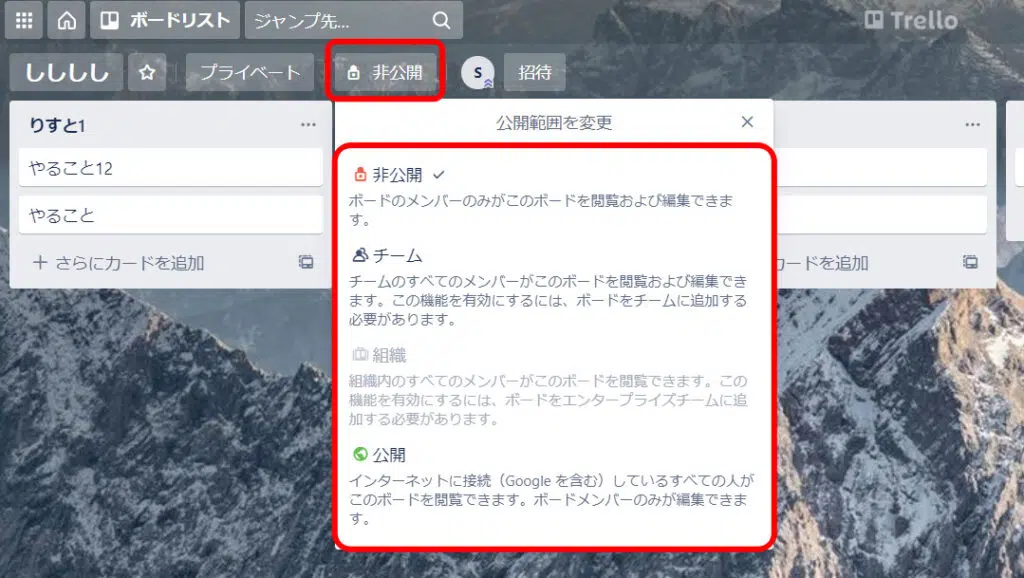 ボードリスト
ジャンプ先...
Trello
しししし
プライベート
非公開
S
招待
りすと1
やること12
やること
+ さらにカードを追加
公開範囲を変更
非公開
ボードのメンバーのみがこのボードを閲覧および編集できま
す。
チーム
チームのすべてのメンバーがこのボードを閲覧および編集でき
ます。この機能を有効にするには、ボードをチームに追加する
必要があります。
組織
組織内のすべてのメンバーがこのボードを閲覧できます。この
機能を有効にするには、ボードをエンタープライズチームに追
加する必要があります。
公開
インターネットに接続（Google を含む）しているすべての人が
このボードを閲覧できます。ボードメンバーのみが編集できま
す。
カードを追加